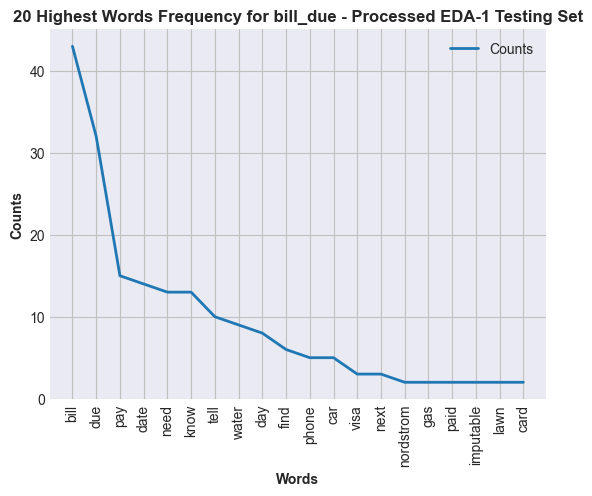 20 Highest Words Frequency for bill_due - Processed EDA-1 Testing Set
Counts
Counts
40
30
20
10
0
bill
due
pay
date
need
know
tell
water
day
find
phone
car
visa
next
nordstrom
gas
paid
imputable
lawn
card
Words